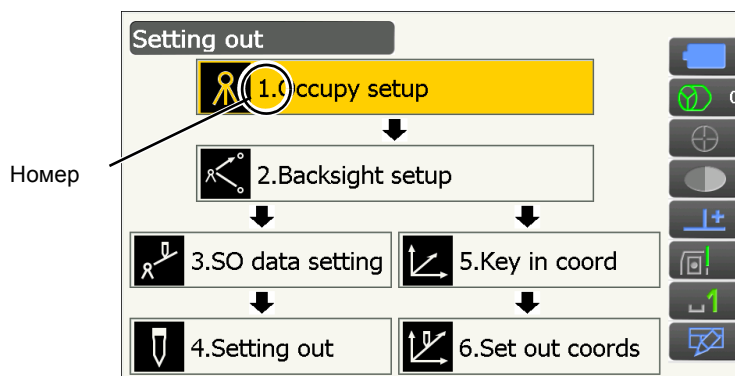 Setting out
1.Occupy setup
Номер
2.Backsight setup
3.SO data setting
5.Key in coord
4.Setting out
6.Set out coords